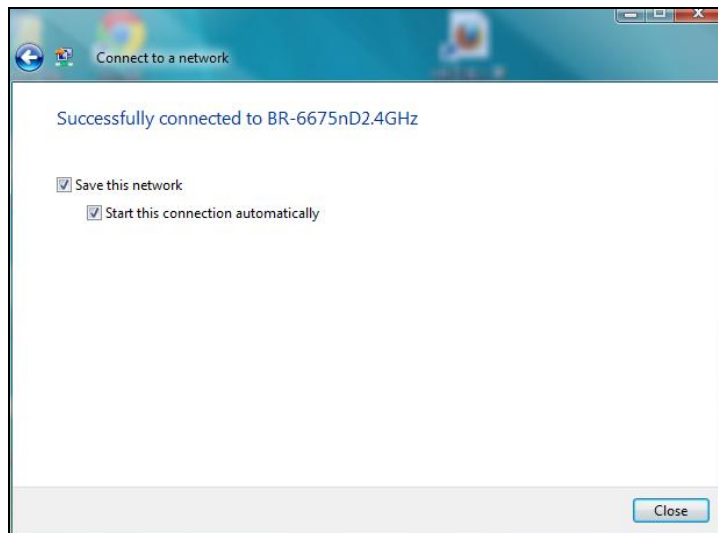 Connect to a network
Successfully connected to BR-6675nD2.4GHz
Save this network
Start this connection automatically
Close